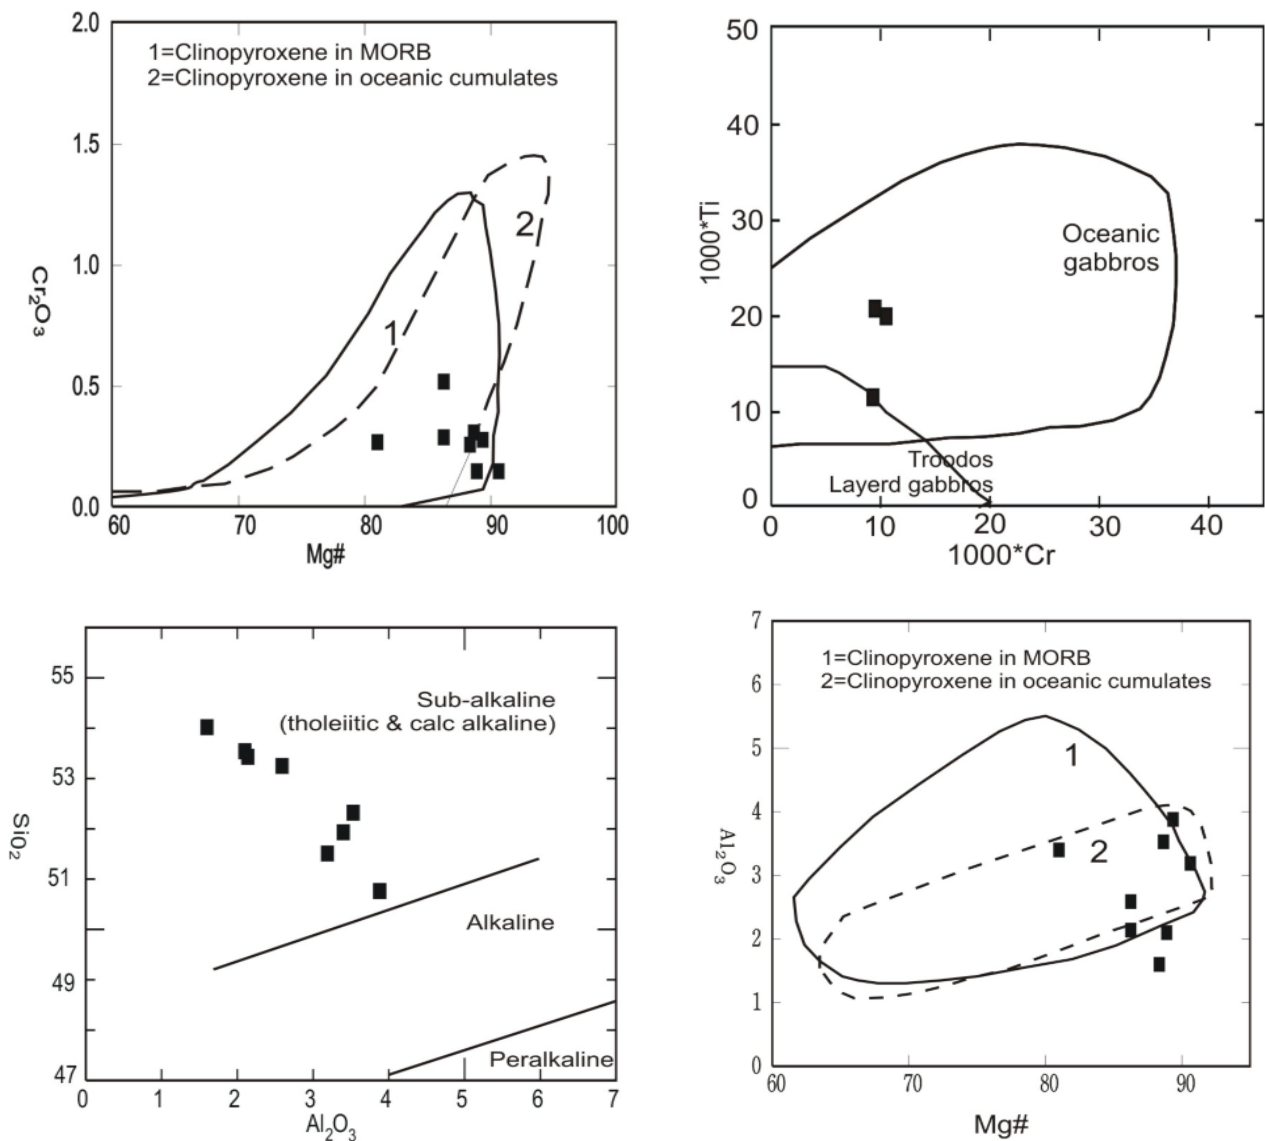 2.0
1=Clinopyroxene in MORB
2=Clinopyroxene in oceanic cumulates
1.5
1.0
0.5
0.0
Cr₂O₃
1
2
60 70 80 90 100
Mg#
50
40
30
20
10
0
1000*Ti
Oceanic
gabbros
Troodos
Layerd gabbros
0 10 20 30 40
1000*Cr
55
53
51
49
47
SiO₂
Sub-alkaline
(tholeiitic & calc alkaline)
Alkaline
Peralkaline
0 1 2 3 4 5 6 7
Al₂O₃
7
6
5
4
3
2
1
0
Al₂O₃
1=Clinopyroxene in MORB
2=Clinopyroxene in oceanic cumulates
1
2
60 70 80 90
Mg#